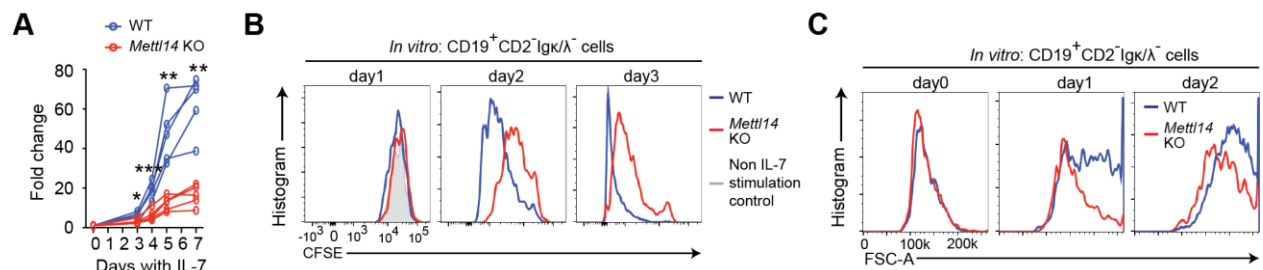 A
WT
Mettl14 KO
80
60
40
20
0
Fold change
*
***
**
**
0 1 2 3 4 5 6 7
Days with IL-7
B
In vitro: CD19+CD2-Igκ/λ- cells
day1
day2
day3
Histogram
-10³ 0 10³ 10⁴ 10⁵
CFSE
WT
Mettl14 KO
Non IL-7
stimulation
control
C
In vitro: CD19+CD2-Igκ/λ- cells
day0
day1
day2
Histogram
0 100k 200k
FSC-A
WT
Mettl14
KO